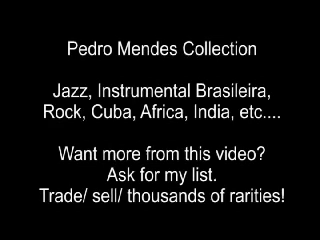 Pedro Mendes Collection
Jazz, Instrumental Brasileira,
Rock, Cuba, Africa, India, etc....
Want more from this video?
Ask for my list.
Trade/ sell/ thousands of rarities!